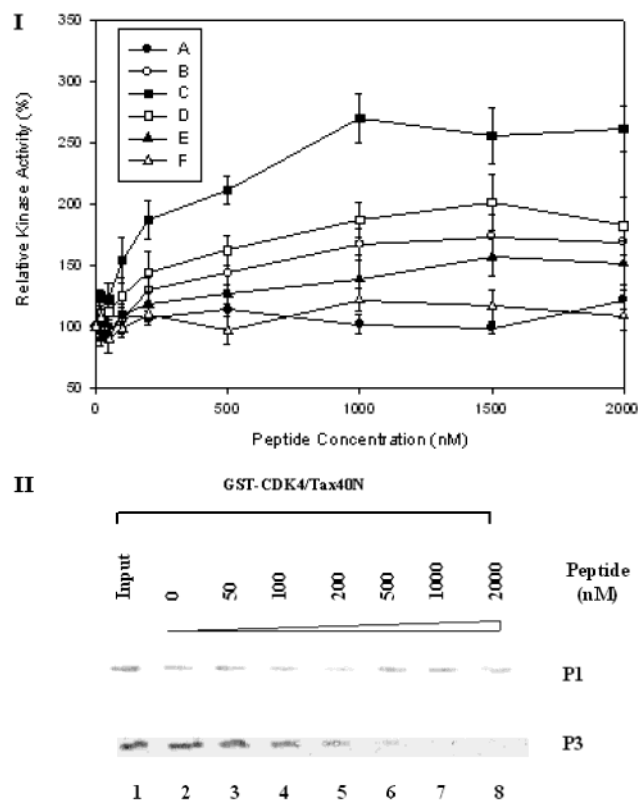 I
350
300
250
200
150
100
50
Relative Kinase Activity (%)
A
B
C
D
E
F
0 500 1000 1500 2000
Peptide Concentration (nM)
II
GST-CDK4/Tax40N
Input 0 50 100 200 500 1000 2000
Peptide
(nM)
P1
P3
1 2 3 4 5 6 7 8